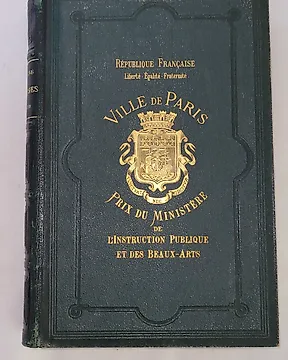 République Française
Liberté - Égalité - Fraternité
Ville de Paris
Prix du Ministère
de
l'Instruction Publique
et des Beaux-Arts